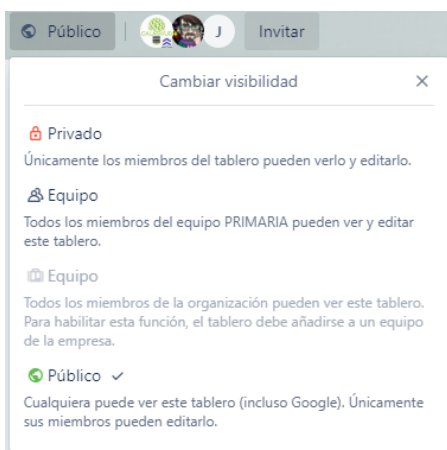 Público J Invitar
Cambiar visibilidad
Privado
Únicamente los miembros del tablero pueden verlo y editarlo.
Equipo
Todos los miembros del equipo PRIMARIA pueden ver y editar
este tablero.
Equipo
Todos los miembros de la organización pueden ver este tablero.
Para habilitar esta función, el tablero debe añadirse a un equipo
de la empresa.
Público
Cualquiera puede ver este tablero (incluso Google). Únicamente
sus miembros pueden editarlo.